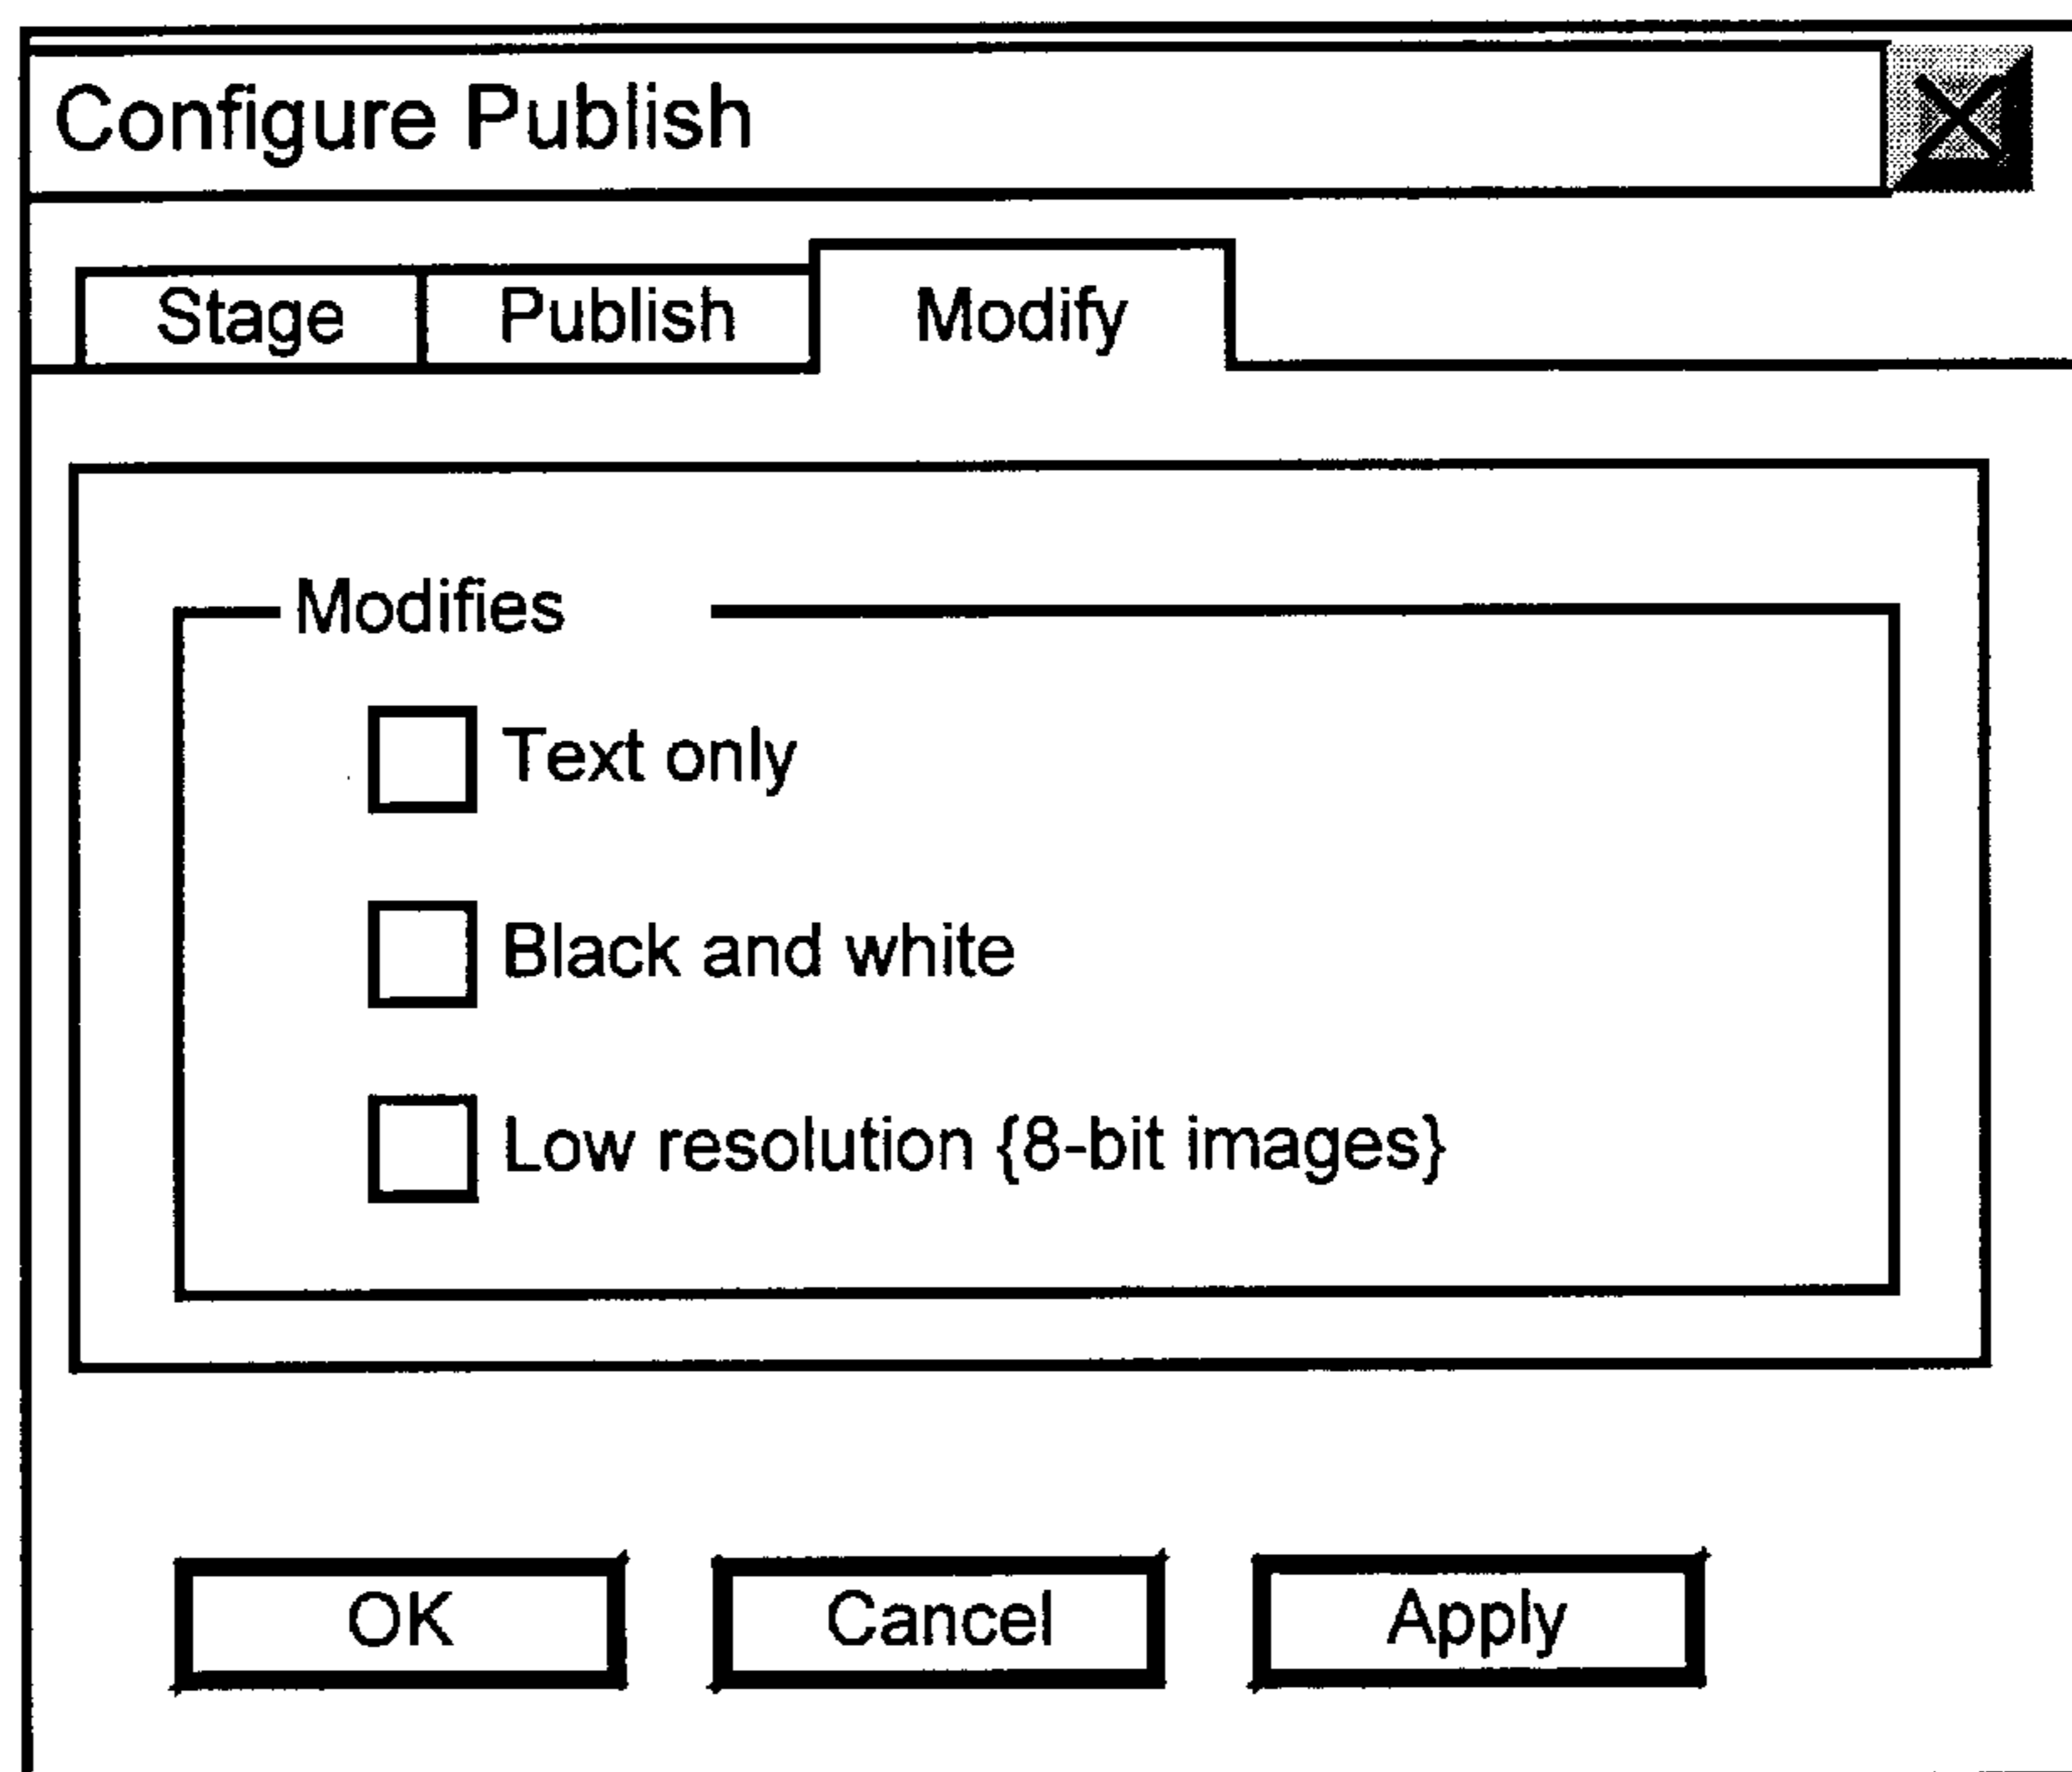 Configure Publish
Stage Publish Modify
Modifies
Text only
Black and white
Low resolution {8-bit images}
OK Cancel Apply